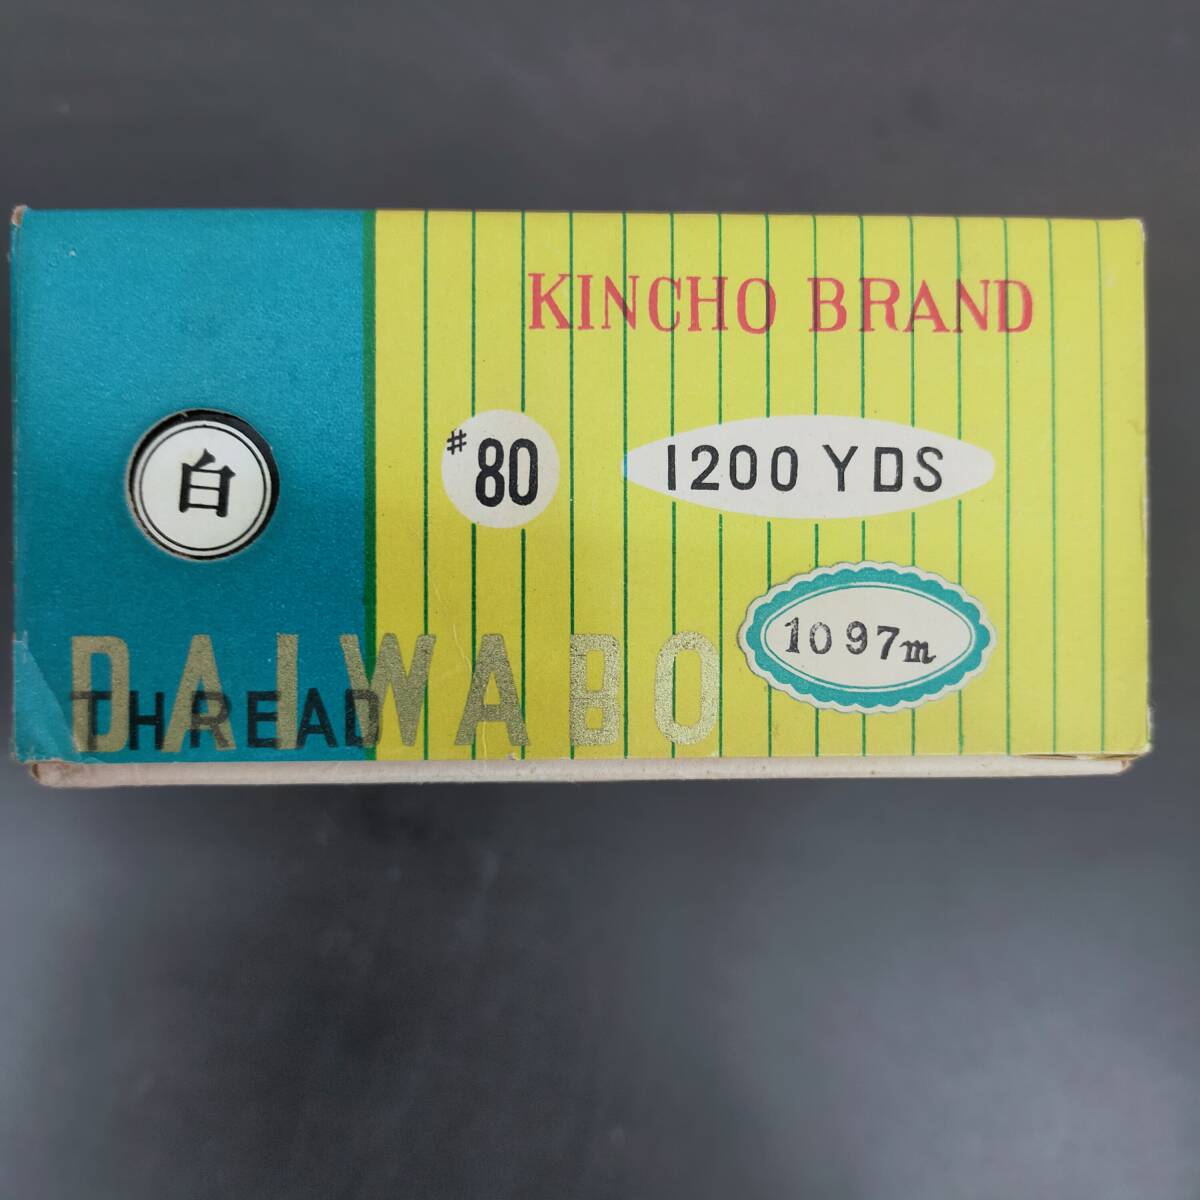 KINCHO BRAND
白
#80
1200 YDS
1097m
DAIWABO
THREAD